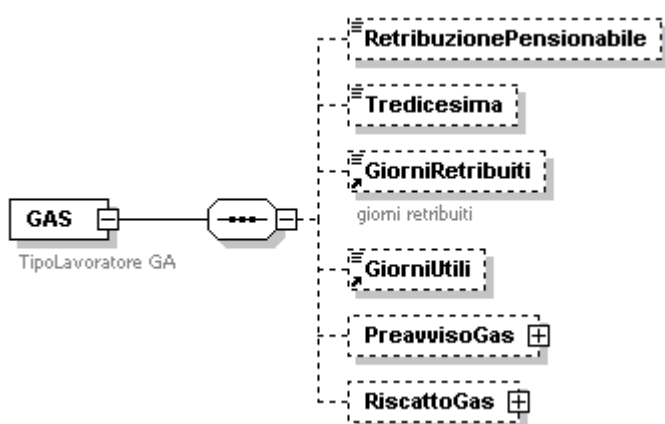 RetribuzionePensionabile
Tredicesima
GiorniRetribuiti
giorni retribuiti
GAS
TipoLavoratore GA
GiorniUtili
PreavvisoGas
RiscattoGas